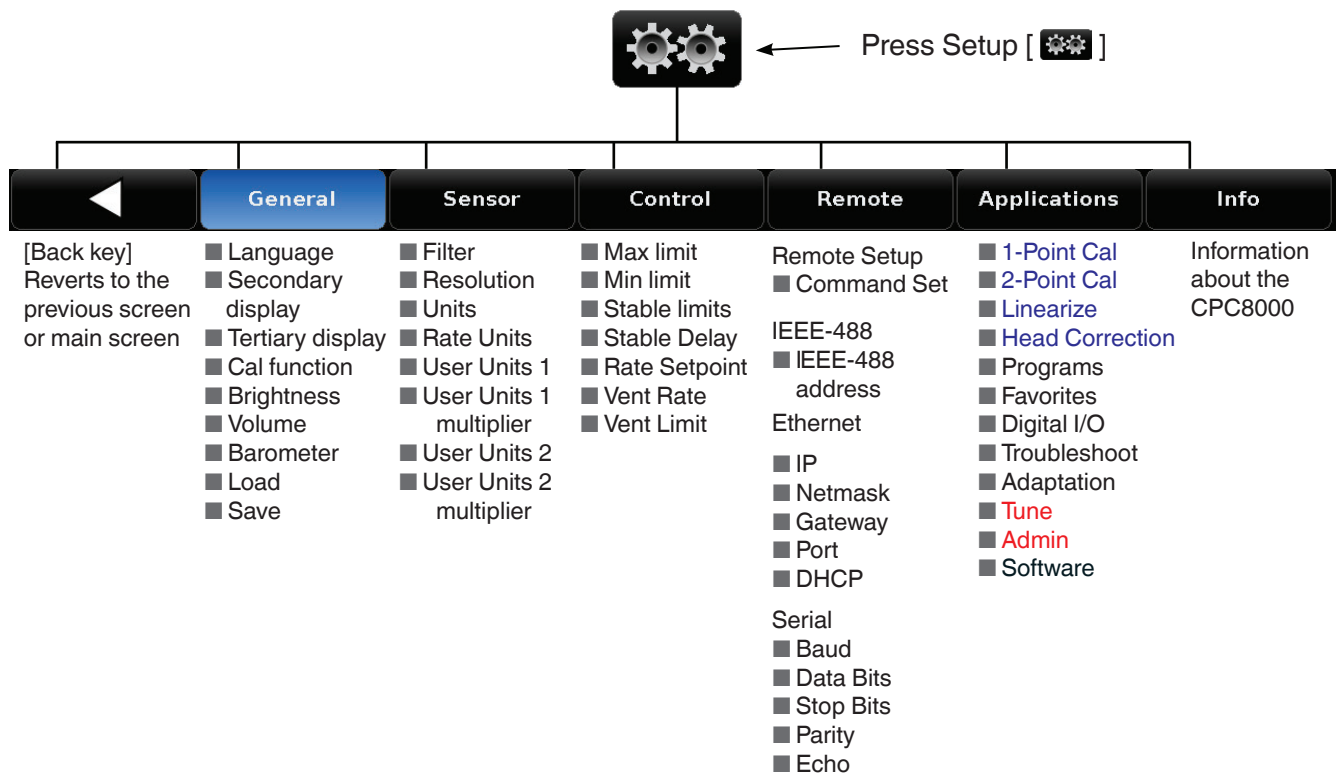 Press Setup [ ]
General
Sensor
Control
Remote
Applications
Info
[Back key]
Reverts to the
previous screen
or main screen
Language
Secondary
display
Tertiary display
Cal function
Brightness
Volume
Barometer
Load
Save
Filter
Resolution
Units
Rate Units
User Units 1
User Units 1
multiplier
User Units 2
User Units 2
multiplier
Max limit
Min limit
Stable limits
Stable Delay
Rate Setpoint
Vent Rate
Vent Limit
Remote Setup
Command Set
IEEE-488
IEEE-488
address
Ethernet
IP
Netmask
Gateway
Port
DHCP
Serial
Baud
Data Bits
Stop Bits
Parity
Echo
1-Point Cal
2-Point Cal
Linearize
Head Correction
Programs
Favorites
Digital I/O
Troubleshoot
Adaptation
Tune
Admin
Software
Information
about the
CPC8000